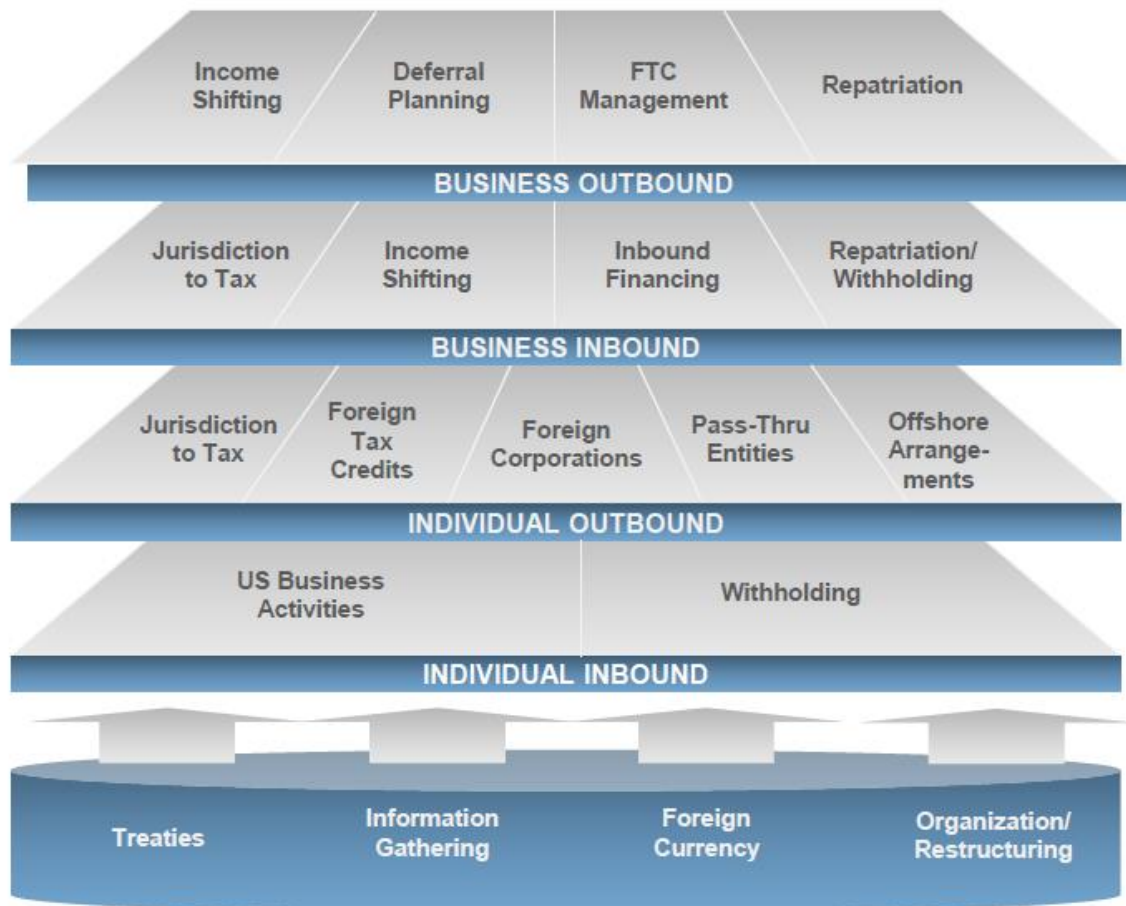 Income
Shifting
Deferral
Planning
FTC
Management
Repatriation
BUSINESS OUTBOUND
Jurisdiction
to Tax
Income
Shifting
Inbound
Financing
Repatriation/
Withholding
BUSINESS INBOUND
Jurisdiction
to Tax
Foreign
Tax
Credits
Foreign
Corporations
Pass-Thru
Entities
Offshore
Arrange-
ments
INDIVIDUAL OUTBOUND
US Business
Activities
Withholding
INDIVIDUAL INBOUND
Treaties
Information
Gathering
Foreign
Currency
Organization/
Restructuring